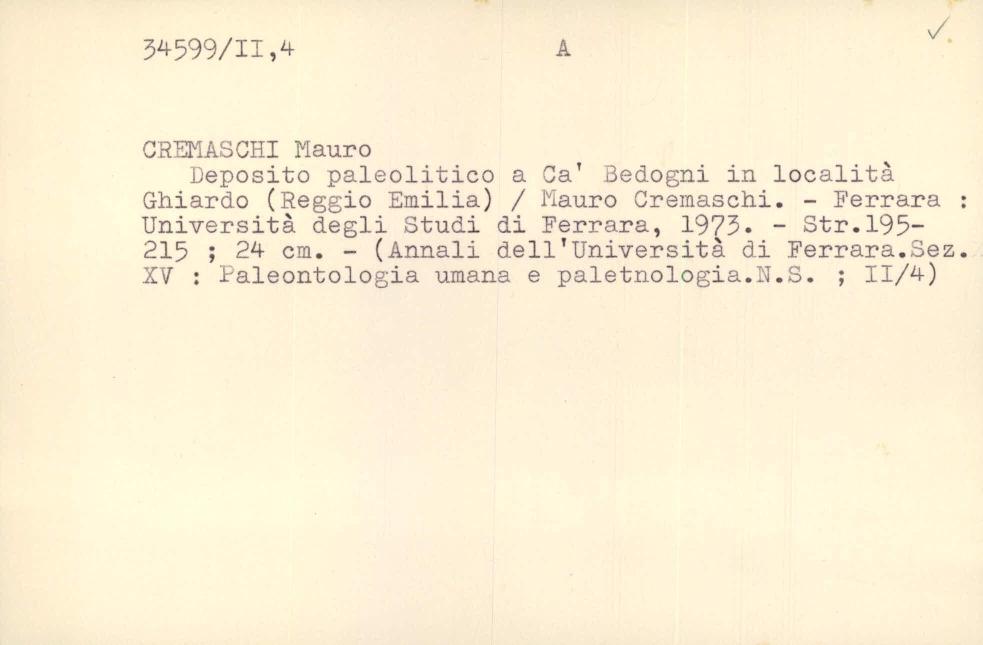 34599/II,4 A
CREMASCHI Mauro
Deposito paleolitico a Ca' Bedogni in località
Ghiardo (Reggio Emilia) / Mauro Cremaschi. - Ferrara :
Università degli Studi di Ferrara, 1973. - Str.195-
215 ; 24 cm. - (Annali dell'Università di Ferrara.Sez.
XV : Paleontologia umana e paletnologia.N.S. ; II/4)